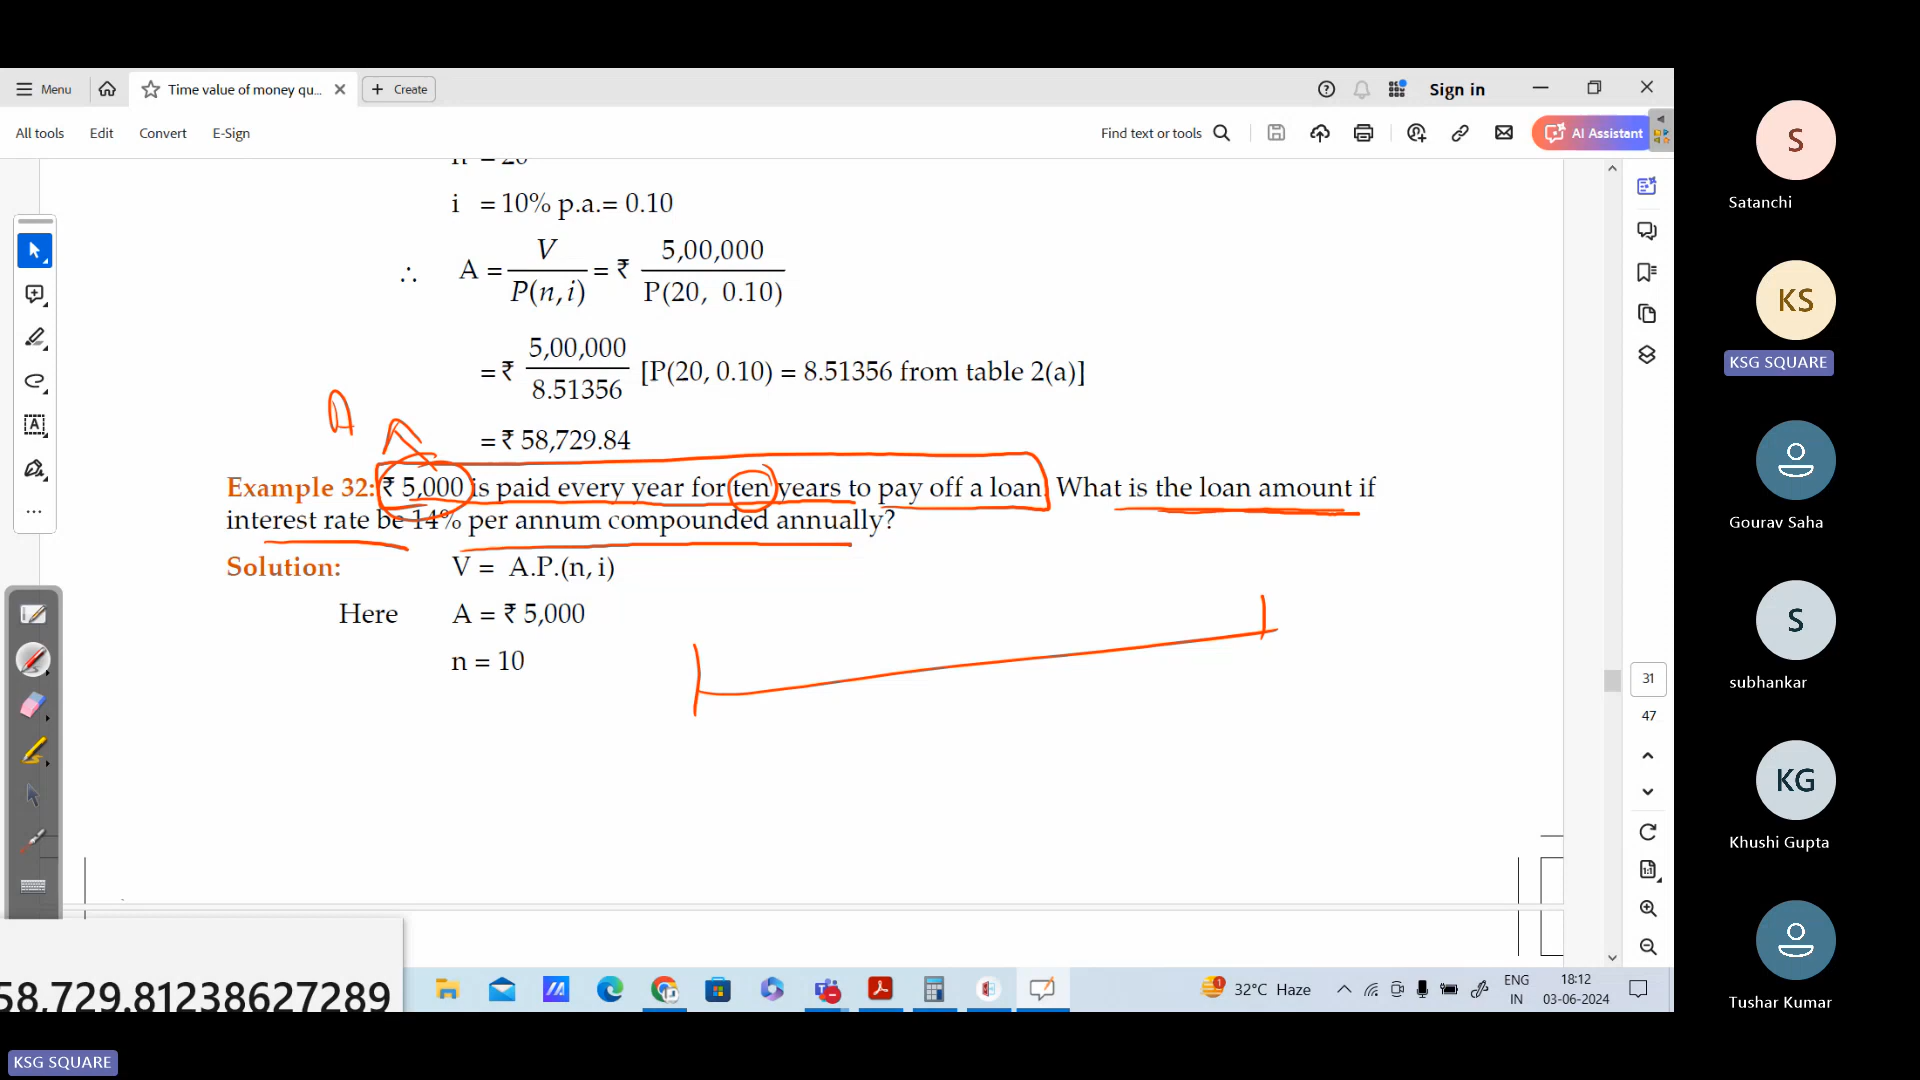 Menu
Time value of money qu...
+ Create
Sign in
All tools
Edit
Convert
E-Sign
Find text or tools
AI Assistant
n = 20
i = 10% p.a.= 0.10
∴ A = V / P(n, i) = ₹ 5,00,000 / P(20, 0.10)
= ₹ 5,00,000 / 8.51356 [P(20, 0.10) = 8.51356 from table 2(a)]
= ₹ 58,729.84
A
Example 32: ₹ 5,000 is paid every year for ten years to pay off a loan. What is the loan amount if
interest rate be 14% per annum compounded annually?
Solution: V = A.P.(n, i)
Here A = ₹ 5,000
n = 10
31
47
58,729.81238627289
32°C Haze
ENG
IN
18:12
03-06-2024
KSG SQUARE
S
Satanchi
KS
KSG SQUARE
Gourav Saha
S
subhankar
KG
Khushi Gupta
Tushar Kumar